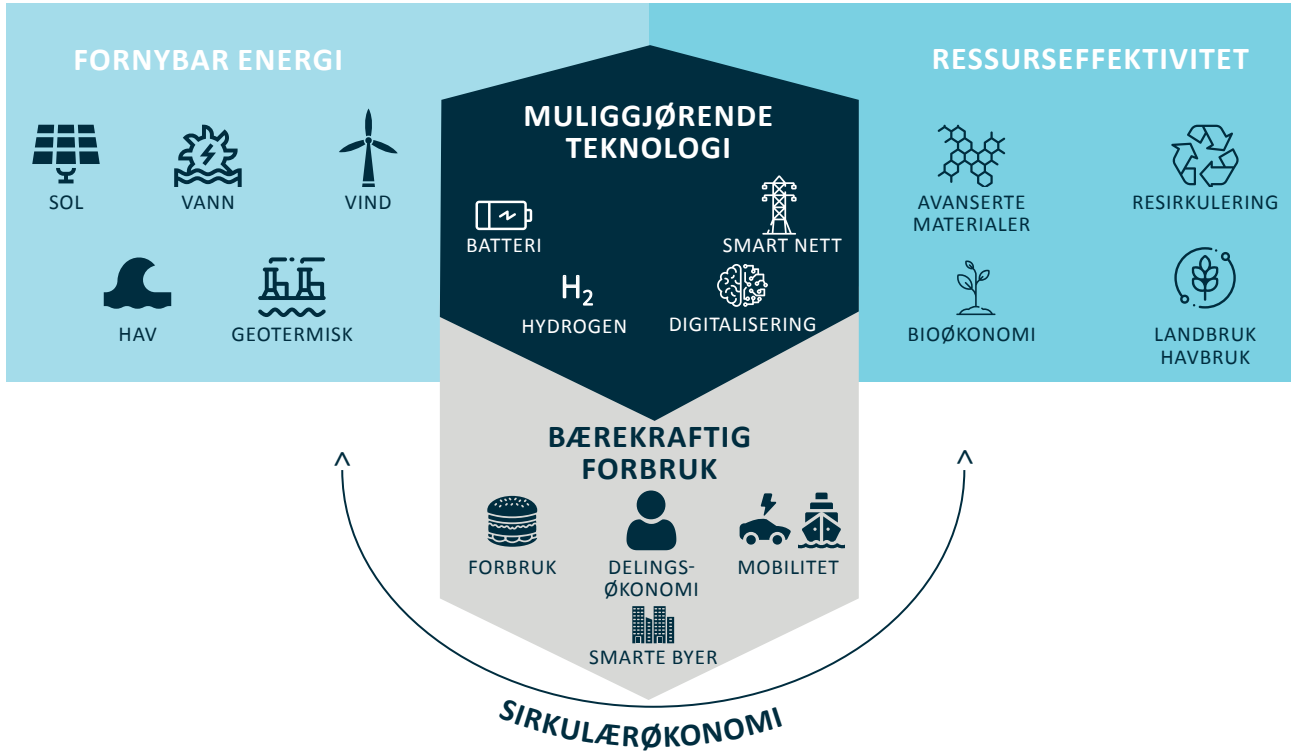 FORNYBAR ENERGI
SOL
VANN
VIND
HAV
GEOTERMISK
MULIGGJØRENDE
TEKNOLOGI
BATTERI
SMART NETT
H₂
HYDROGEN
DIGITALISERING
RESSURSEFFEKTIVITET
AVANSERTE
MATERIALER
RESIRKULERING
BIOØKONOMI
LANDBRUK
HAVBRUK
BÆREKRAFTIG
FORBRUK
FORBRUK
DELINGS-
ØKONOMI
MOBILITET
SMARTE BYER
SIRKULÆRØKONOMI